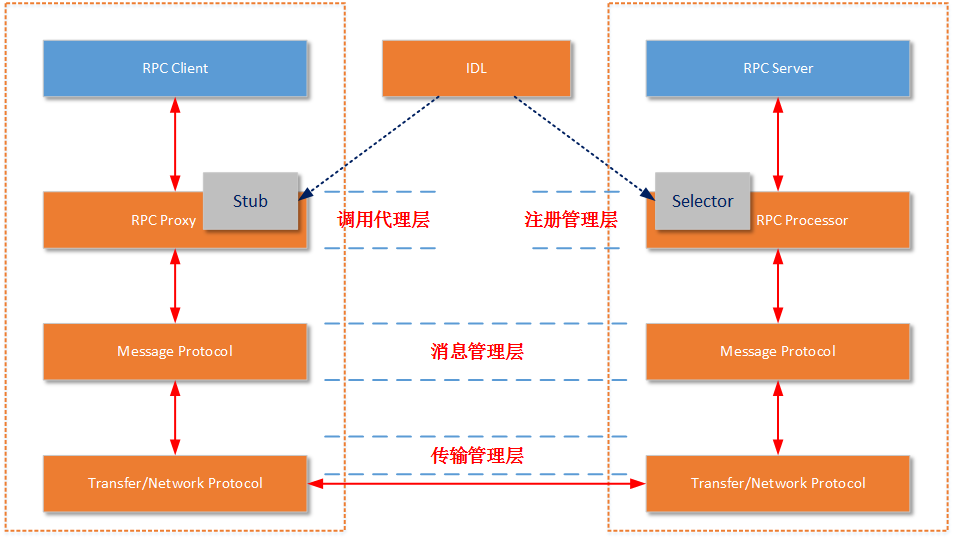 RPC Client
IDL
RPC Server
RPC Proxy
Stub
调用代理层
注册管理层
Selector
RPC Processor
Message Protocol
消息管理层
Message Protocol
传输管理层
Transfer/Network Protocol
Transfer/Network Protocol